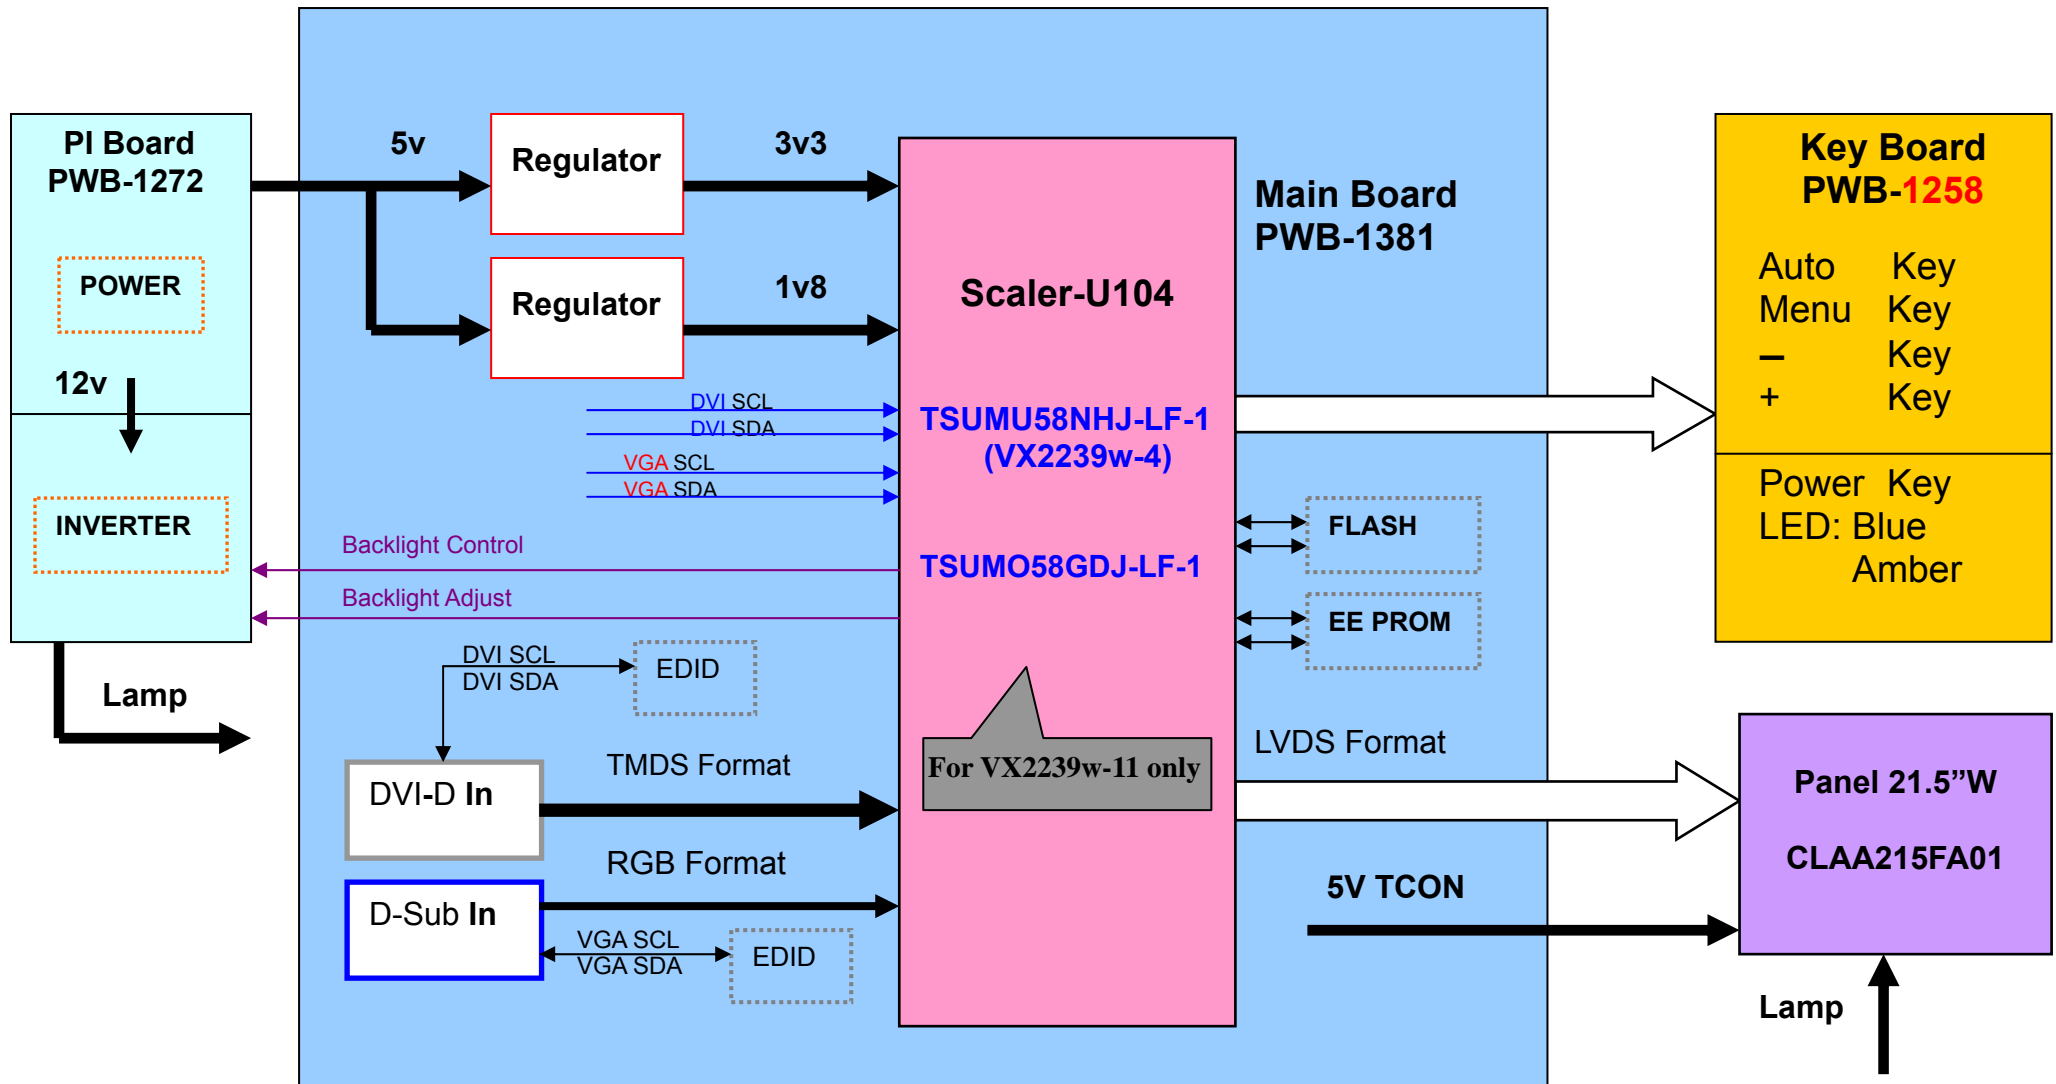 PI Board
PWB-1272
POWER
12v
INVERTER
Lamp
5v
Regulator
3v3
Regulator
1v8
DVI SCL
DVI SDA
VGA SCL
VGA SDA
Backlight Control
Backlight Adjust
DVI SCL
DVI SDA
EDID
DVI-D In
TMDS Format
RGB Format
D-Sub In
VGA SCL
VGA SDA
EDID
Scaler-U104
TSUMU58NHJ-LF-1
(VX2239w-4)
TSUMO58GDJ-LF-1
For VX2239w-11 only
Main Board
PWB-1381
FLASH
EE PROM
LVDS Format
5V TCON
Key Board
PWB-1258
Auto Key
Menu Key
– Key
+ Key
Power Key
LED: Blue
Amber
Panel 21.5”W
CLAA215FA01
Lamp